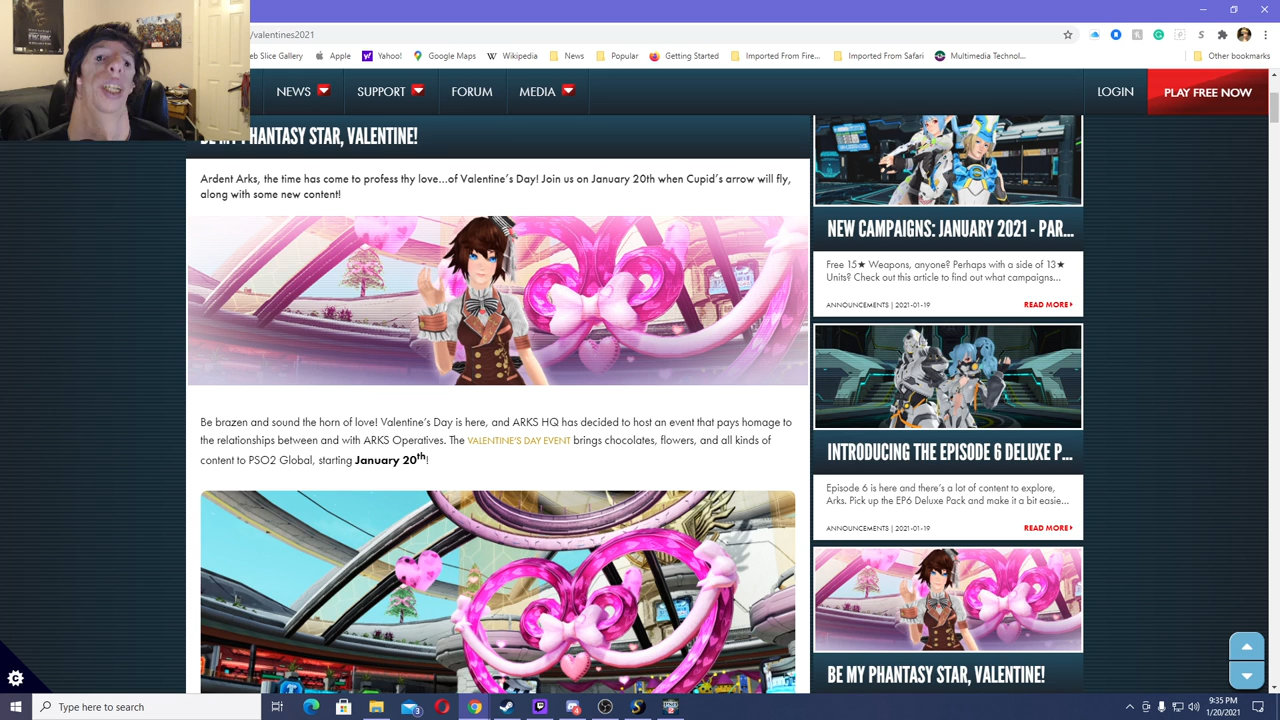 /valentines2021
eb Slice Gallery
Apple
Yahoo!
Google Maps
Wikipedia
News
Popular
Getting Started
Imported From Fire...
Imported From Safari
Multimedia Technol...
Other bookmarks
NEWS
SUPPORT
FORUM
MEDIA
LOGIN
PLAY FREE NOW
BE MY PHANTASY STAR, VALENTINE!
Ardent Arks, the time has come to profess thy love...of Valentine's Day! Join us on January 20th when Cupid's arrow will fly,
along with some new content!
Be brazen and sound the horn of love! Valentine's Day is here, and ARKS HQ has decided to host an event that pays homage to
the relationships between and with ARKS Operatives. The VALENTINE'S DAY EVENT brings chocolates, flowers, and all kinds of
content to PSO2 Global, starting January 20th!
NEW CAMPAIGNS: JANUARY 2021 - PAR...
Free 15★ Weapons, anyone? Perhaps with a side of 13★
Units? Check out this article to find out what campaigns...
ANNOUNCEMENTS | 2021-01-19
READ MORE
INTRODUCING THE EPISODE 6 DELUXE P...
Episode 6 is here and there's a lot of content to explore,
Arks. Pick up the EP6 Deluxe Pack and make it a bit easie...
ANNOUNCEMENTS | 2021-01-19
READ MORE
BE MY PHANTASY STAR, VALENTINE!
Type here to search
9:35 PM
1/20/2021